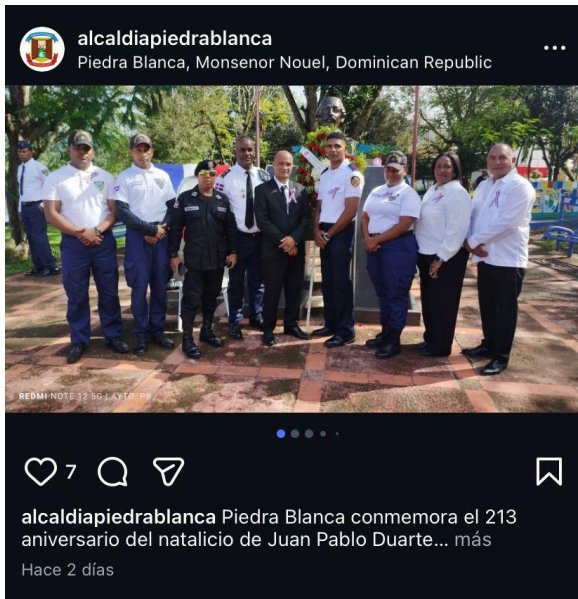 alcaldiapiedrablanca
Piedra Blanca, Monsenor Nouel, Dominican Republic
REDMI NOTE 12 5G | AYTO. PB.
7
alcaldiapiedrablanca Piedra Blanca conmemora el 213
aniversario del natalicio de Juan Pablo Duarte... más
Hace 2 días